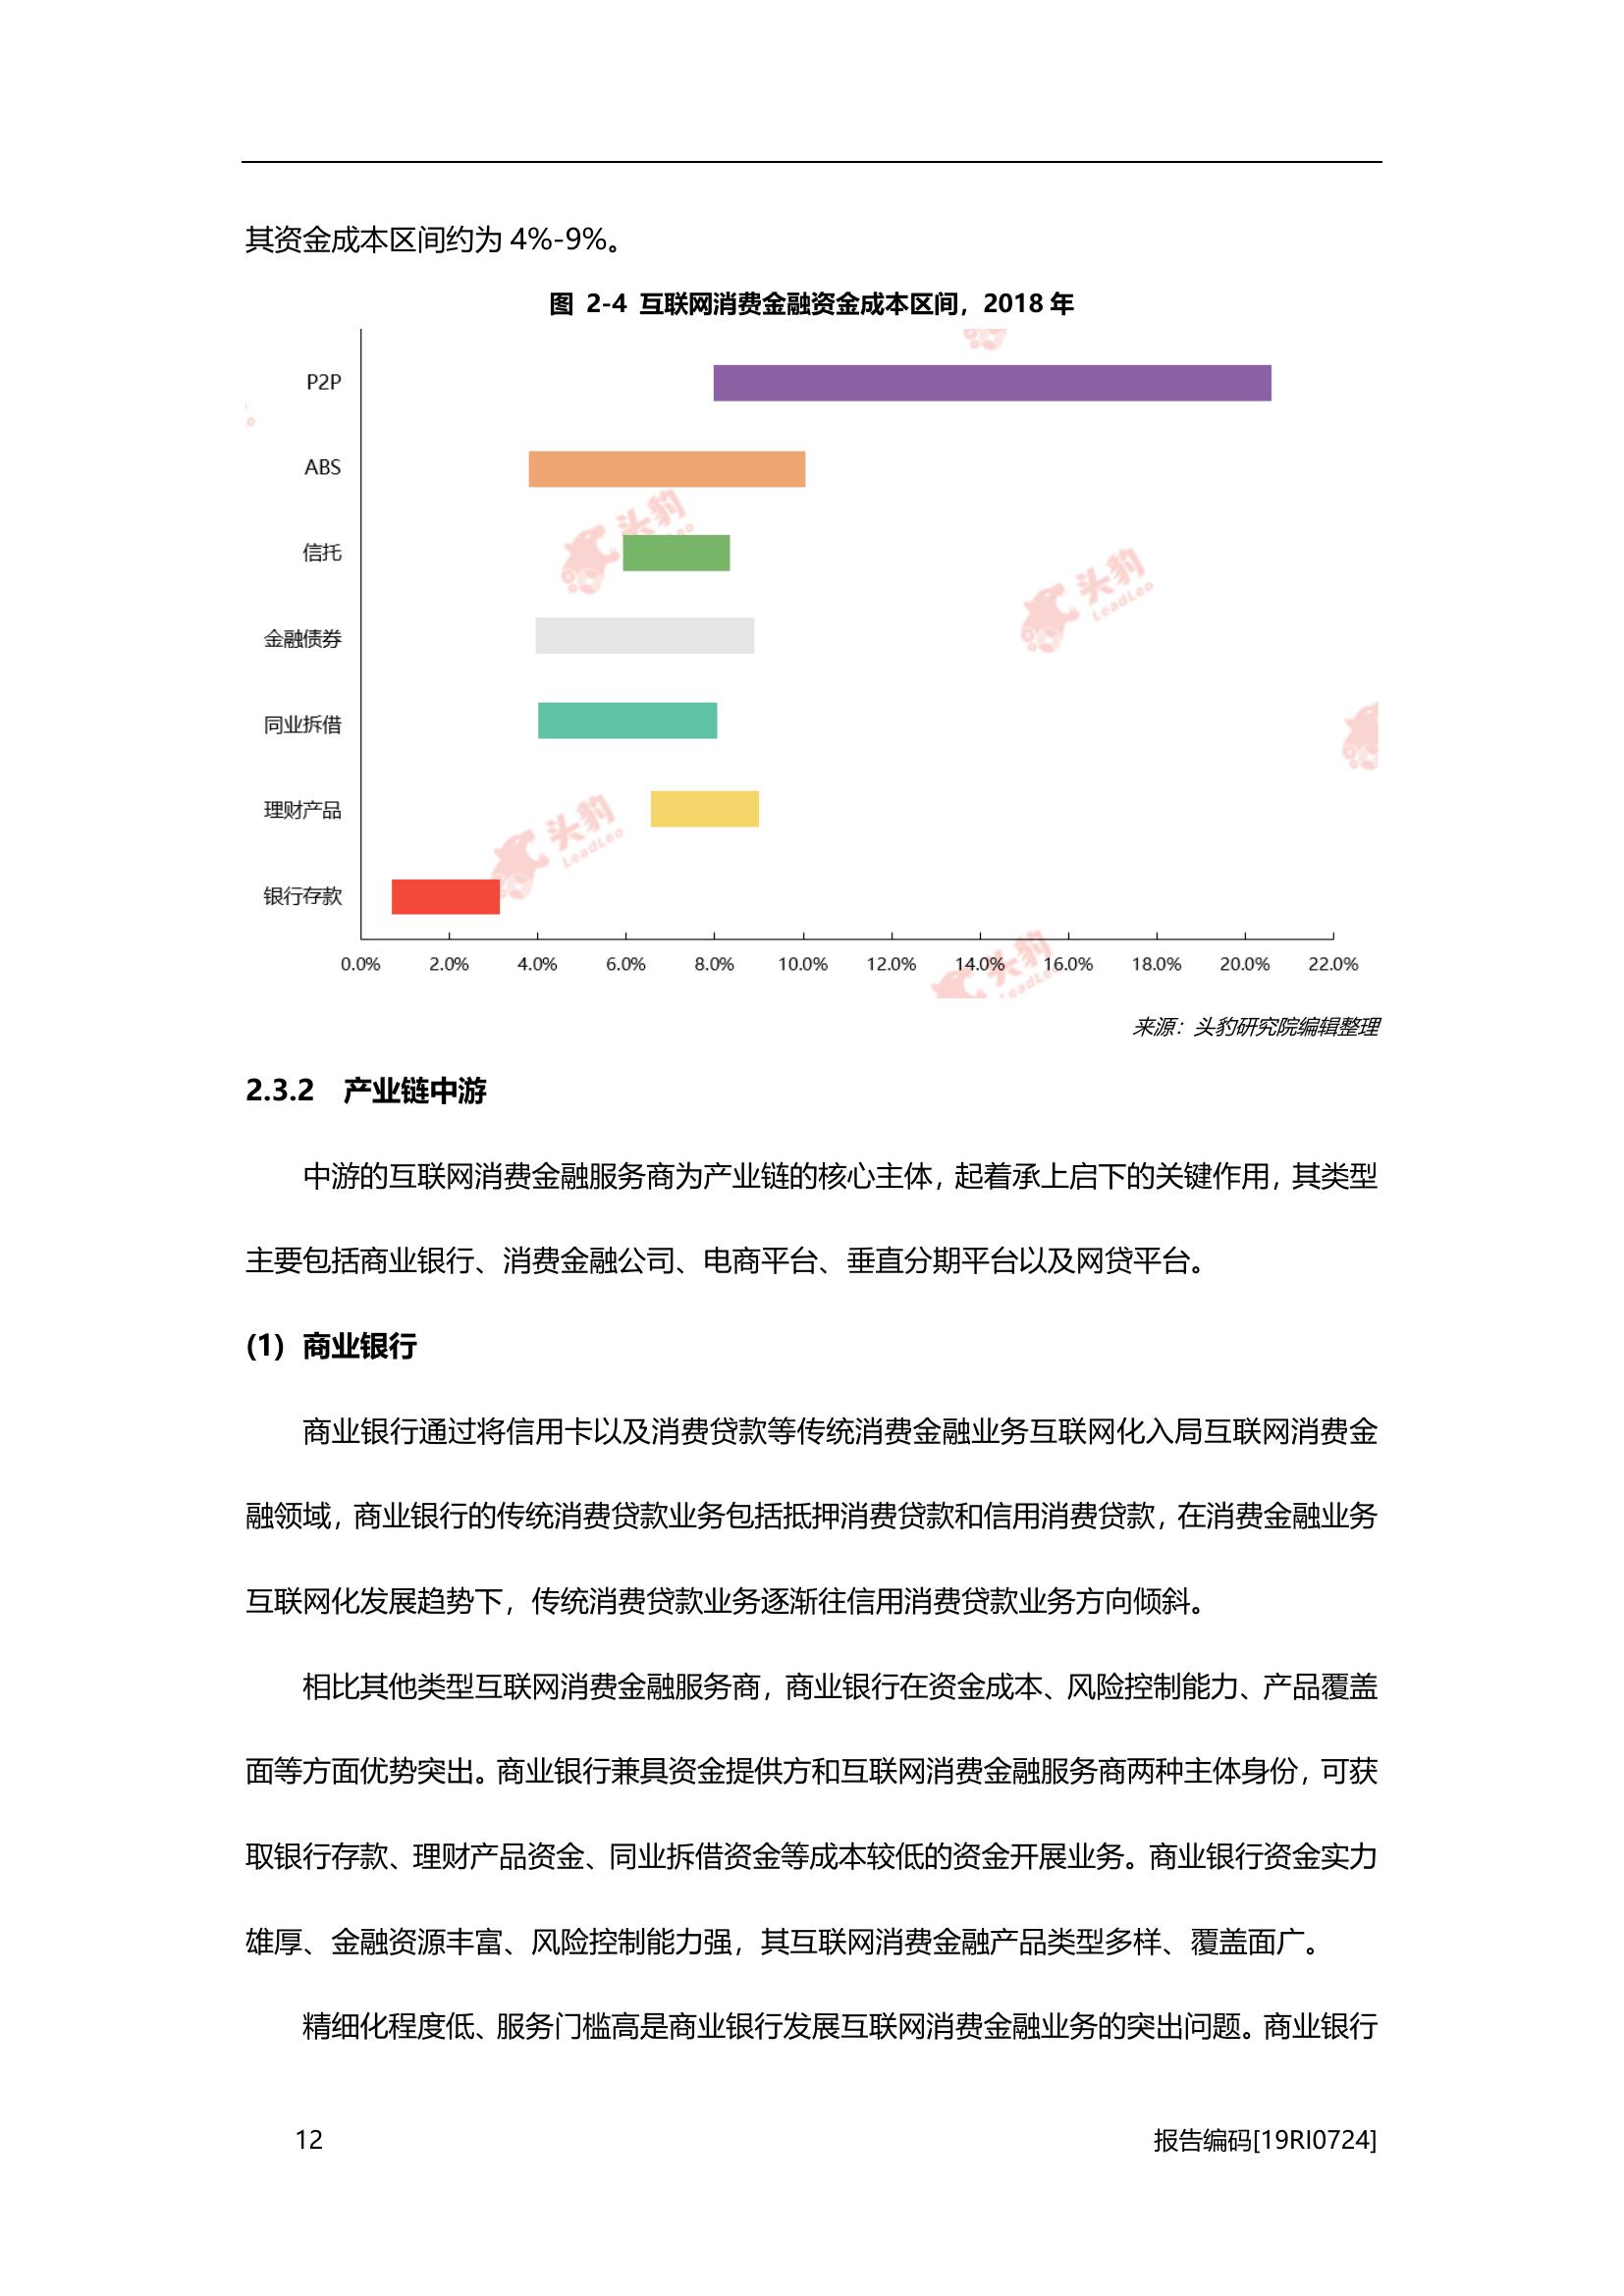 其资金成本区间约为 4%-9%。
图 2-4 互联网消费金融资金成本区间，2018 年
P2P
ABS
信托
金融债券
同业拆借
理财产品
银行存款
0.0% 2.0% 4.0% 6.0% 8.0% 10.0% 12.0% 14.0% 16.0% 18.0% 20.0% 22.0%
头豹
LeadLeo
头豹
LeadLeo
头豹
LeadLeo
来源：头豹研究院编辑整理
2.3.2 产业链中游
中游的互联网消费金融服务商为产业链的核心主体，起着承上启下的关键作用，其类型
主要包括商业银行、消费金融公司、电商平台、垂直分期平台以及网贷平台。
(1) 商业银行
商业银行通过将信用卡以及消费贷款等传统消费金融业务互联网化入局互联网消费金
融领域，商业银行的传统消费贷款业务包括抵押消费贷款和信用消费贷款，在消费金融业务
互联网化发展趋势下，传统消费贷款业务逐渐往信用消费贷款业务方向倾斜。
相比其他类型互联网消费金融服务商，商业银行在资金成本、风险控制能力、产品覆盖
面等方面优势突出。商业银行兼具资金提供方和互联网消费金融服务商两种主体身份，可获
取银行存款、理财产品资金、同业拆借资金等成本较低的资金开展业务。商业银行资金实力
雄厚、金融资源丰富、风险控制能力强，其互联网消费金融产品类型多样、覆盖面广。
精细化程度低、服务门槛高是商业银行发展互联网消费金融业务的突出问题。商业银行
12 报告编码[19RI0724]